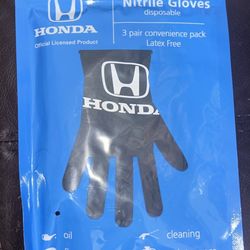 HONDA
Official Licensed Product
Nitrile Gloves
disposable
3 pair convenience pack
Latex Free
HONDA
oil
cleaning